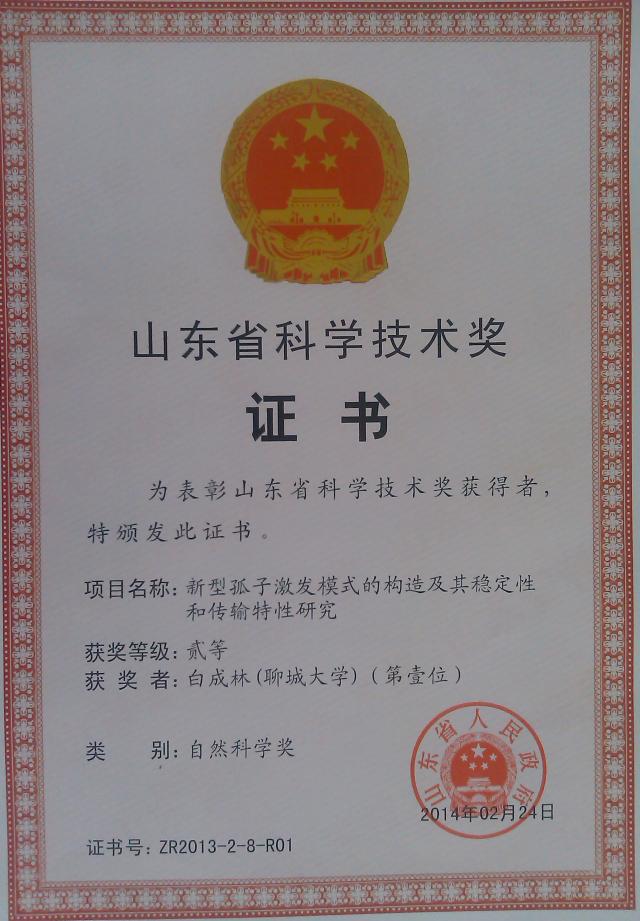 山东省科学技术奖
证书
为表彰山东省科学技术奖获得者，
特颁发此证书。
项目名称：新型孤子激发模式的构造及其稳定性
和传输特性研究
获奖等级：贰等
获奖者：白成林(聊城大学)（第壹位）
类别：自然科学奖
山东省人民政府
2014年02月24日
证书号：ZR2013-2-8-R01